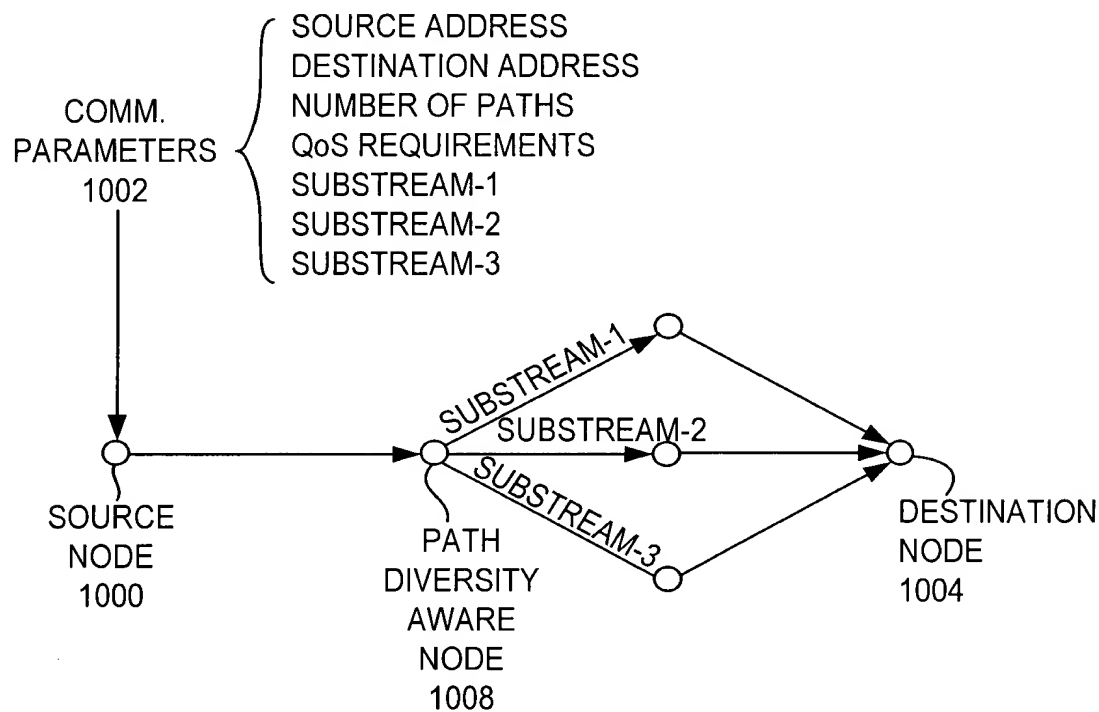 COMM.
PARAMETERS
1002
SOURCE ADDRESS
DESTINATION ADDRESS
NUMBER OF PATHS
QoS REQUIREMENTS
SUBSTREAM-1
SUBSTREAM-2
SUBSTREAM-3
SUBSTREAM-1
SUBSTREAM-2
SUBSTREAM-3
SOURCE
NODE
1000
PATH
DIVERSITY
AWARE
NODE
1008
DESTINATION
NODE
1004